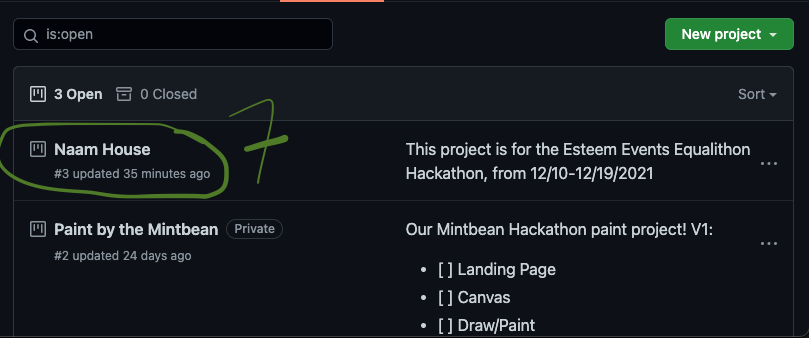 is:open
New project
3 Open 0 Closed
Sort
Naam House
#3 updated 35 minutes ago
7
This project is for the Esteem Events Equalithon
Hackathon, from 12/10-12/19/2021
...
Paint by the Mintbean Private
#2 updated 24 days ago
Our Mintbean Hackathon paint project! V1:
...
• [ ] Landing Page
• [ ] Canvas
• [ ] Draw/Paint